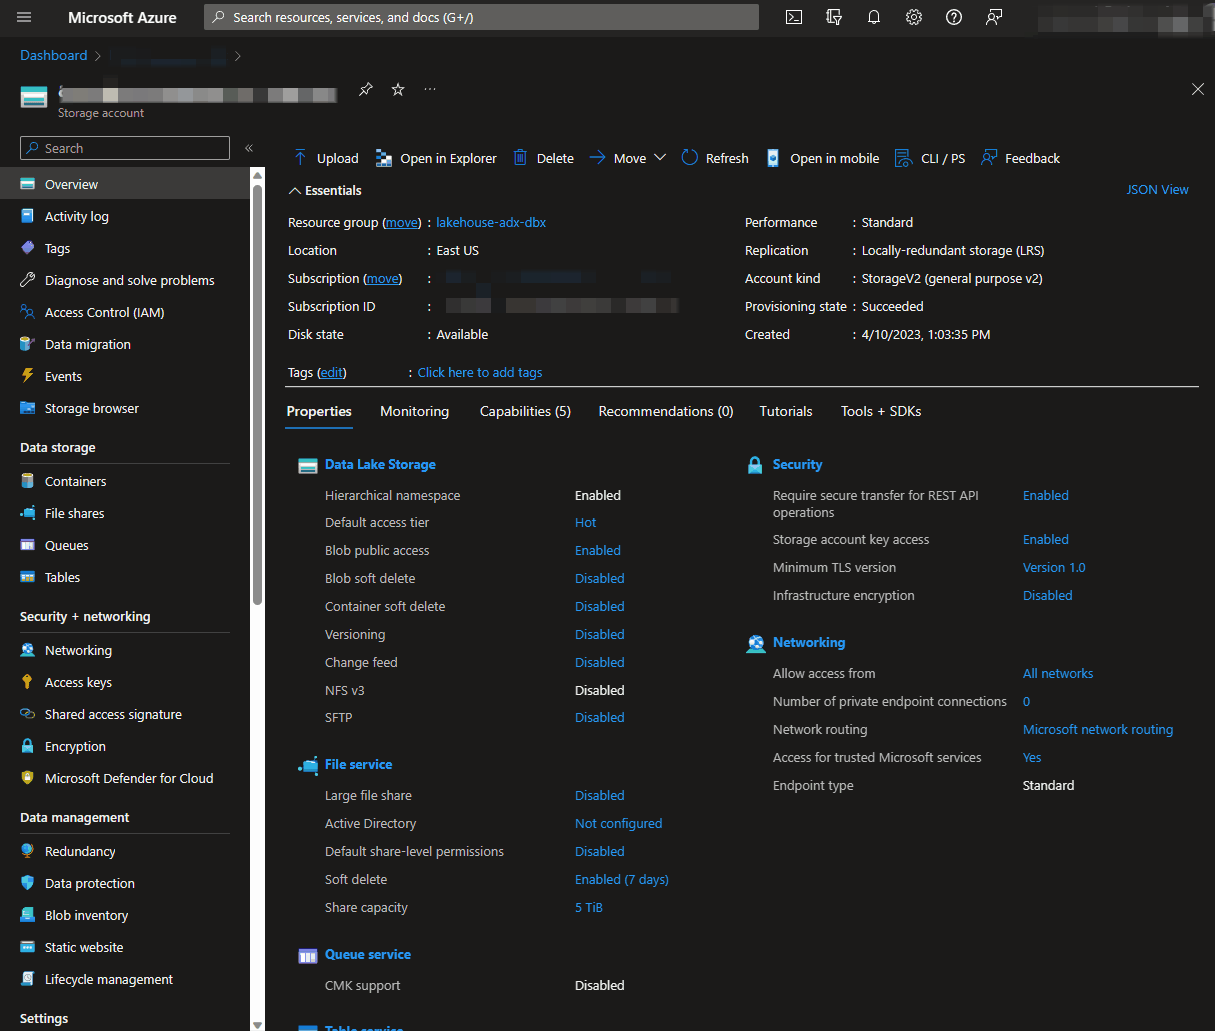 Microsoft Azure
Search resources, services, and docs (G+/)
Dashboard
Storage account
Search
Overview
Activity log
Tags
Diagnose and solve problems
Access Control (IAM)
Data migration
Events
Storage browser
Data storage
Containers
File shares
Queues
Tables
Security + networking
Networking
Access keys
Shared access signature
Encryption
Microsoft Defender for Cloud
Data management
Redundancy
Data protection
Blob inventory
Static website
Lifecycle management
Settings
Upload Open in Explorer Delete Move Refresh Open in mobile CLI / PS Feedback
Essentials
JSON View
Resource group (move) : lakehouse-adx-dbx
Location : East US
Subscription (move) :
Subscription ID :
Disk state : Available
Performance : Standard
Replication : Locally-redundant storage (LRS)
Account kind : StorageV2 (general purpose v2)
Provisioning state : Succeeded
Created : 4/10/2023, 1:03:35 PM
Tags (edit) : Click here to add tags
Properties Monitoring Capabilities (5) Recommendations (0) Tutorials Tools + SDKs
Data Lake Storage
Hierarchical namespace Enabled
Default access tier Hot
Blob public access Enabled
Blob soft delete Disabled
Container soft delete Disabled
Versioning Disabled
Change feed Disabled
NFS v3 Disabled
SFTP Disabled
File service
Large file share Disabled
Active Directory Not configured
Default share-level permissions Disabled
Soft delete Enabled (7 days)
Share capacity 5 TiB
Queue service
CMK support Disabled
Table service
Security
Require secure transfer for REST API Enabled
operations
Storage account key access Enabled
Minimum TLS version Version 1.0
Infrastructure encryption Disabled
Networking
Allow access from All networks
Number of private endpoint connections 0
Network routing Microsoft network routing
Access for trusted Microsoft services Yes
Endpoint type Standard